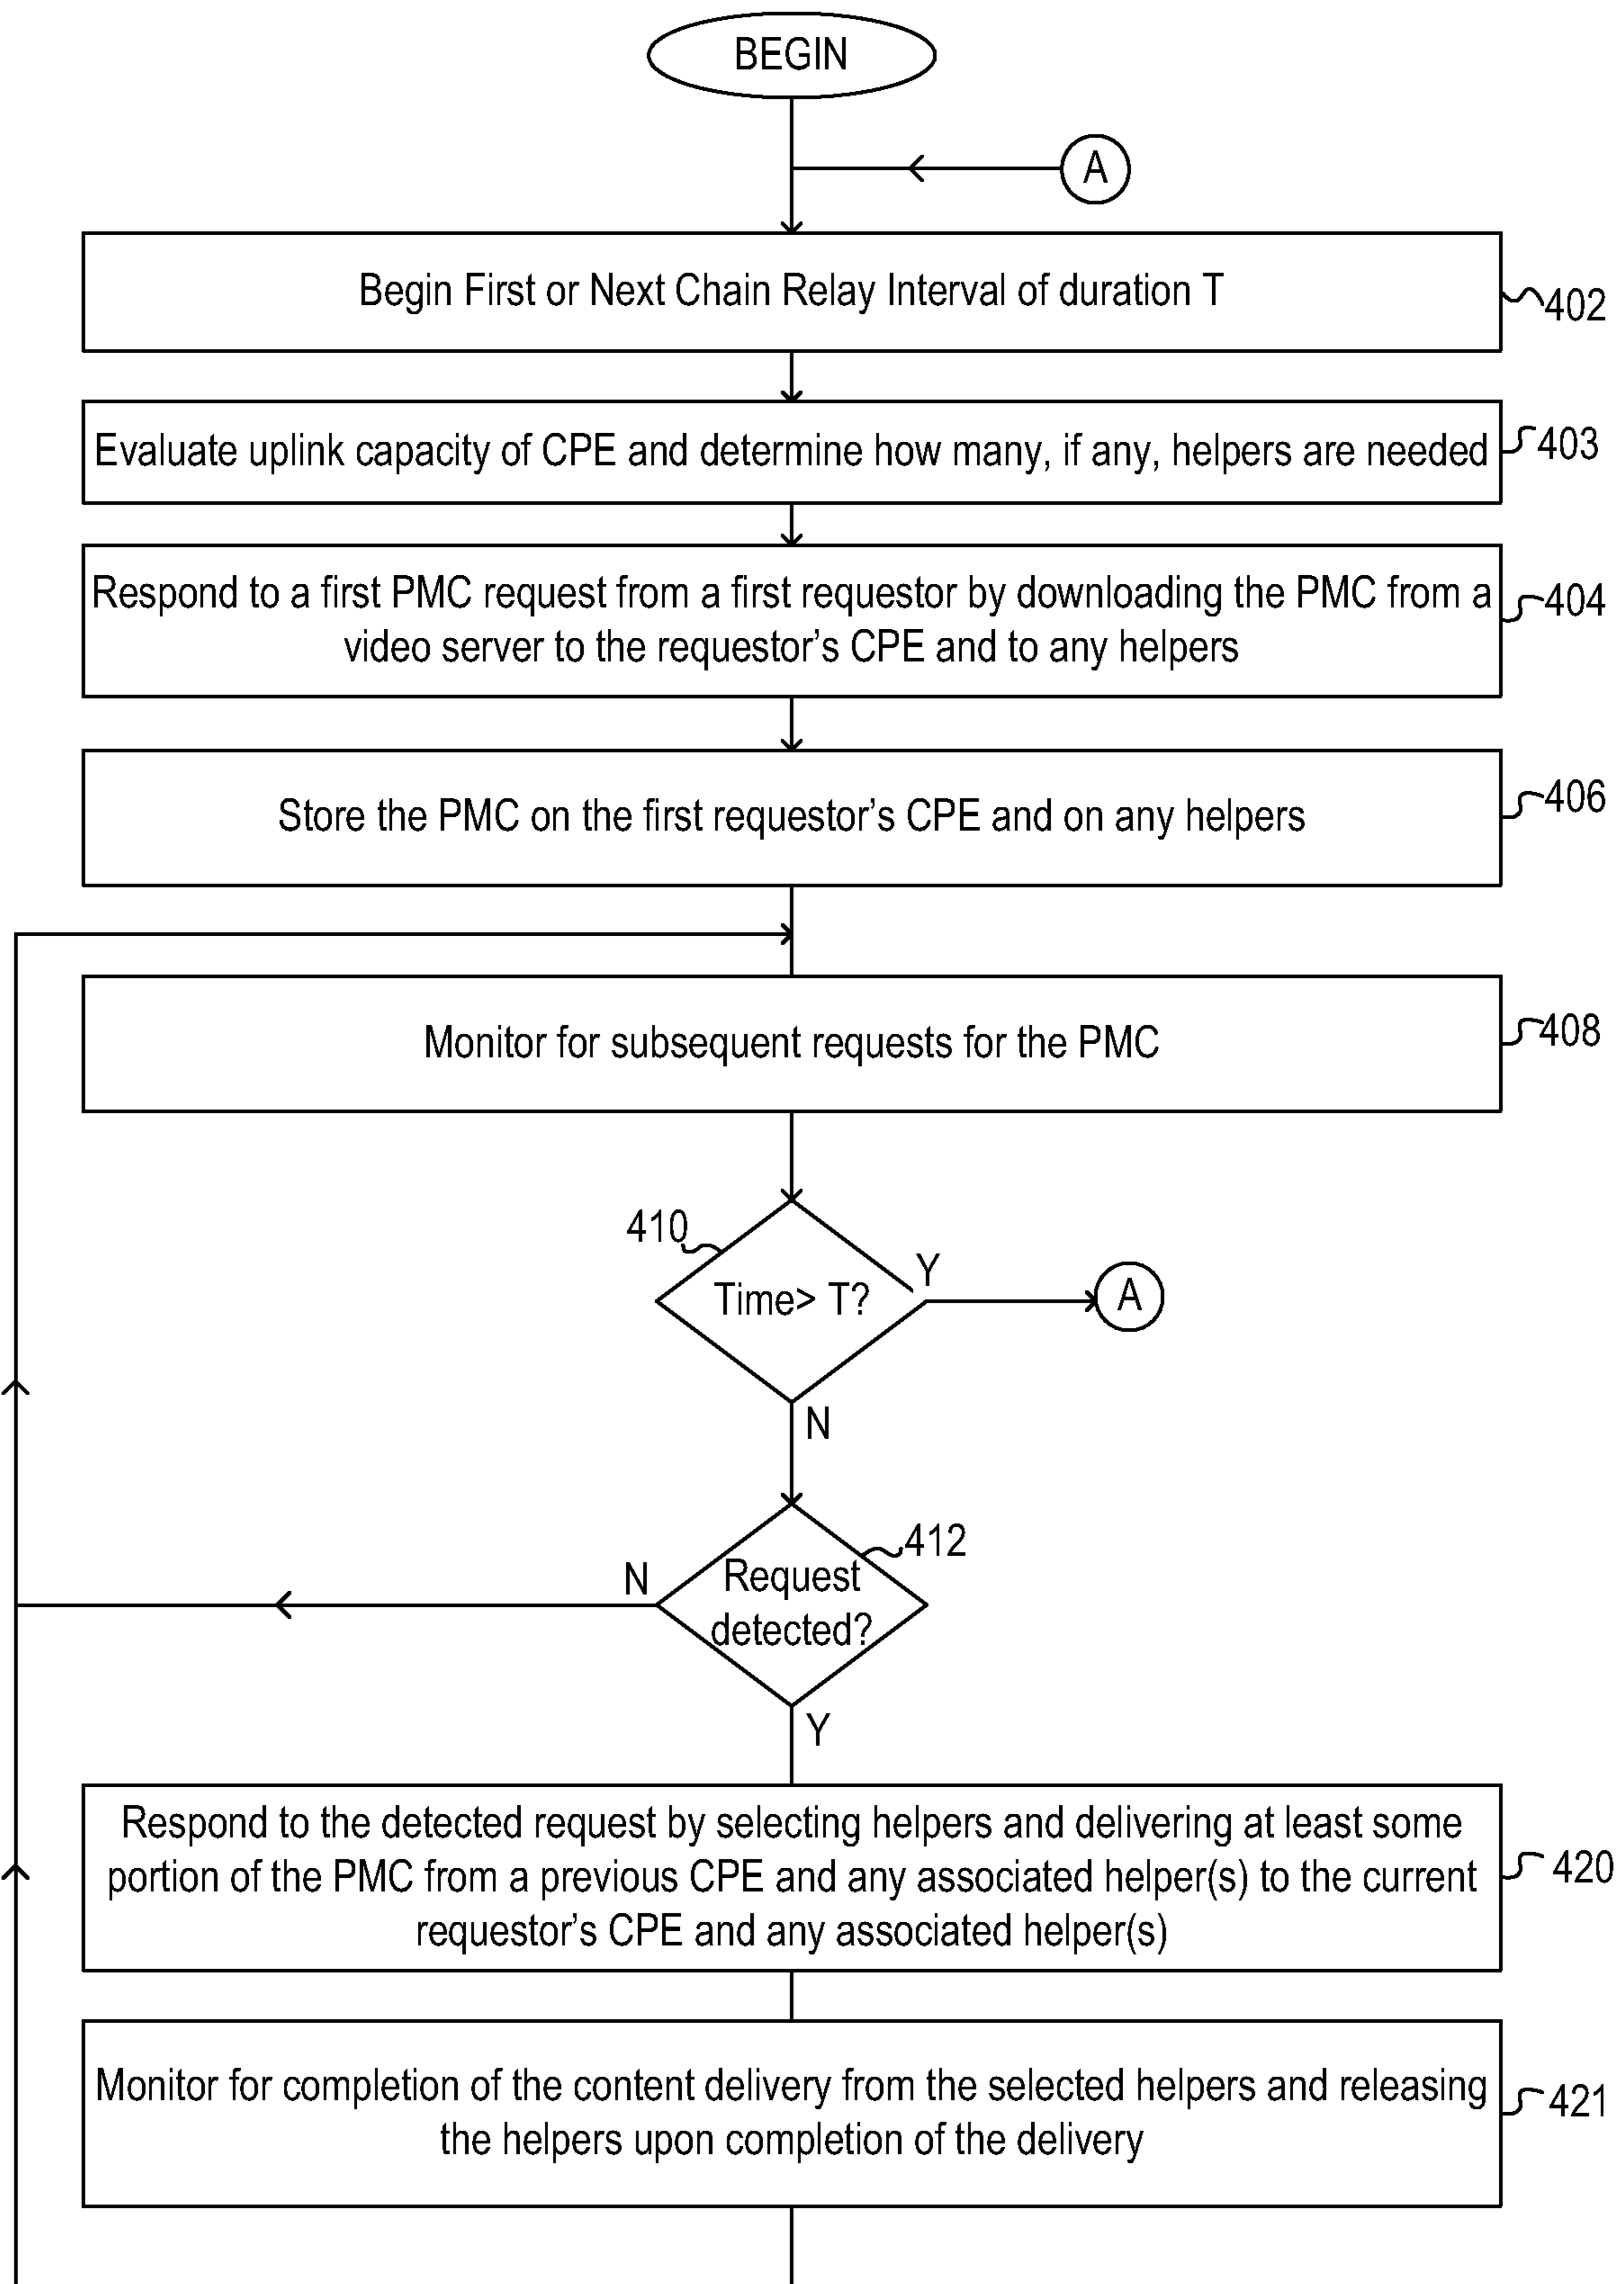 BEGIN
A
Begin First or Next Chain Relay Interval of duration T
402
Evaluate uplink capacity of CPE and determine how many, if any, helpers are needed
403
Respond to a first PMC request from a first requestor by downloading the PMC from a
video server to the requestor's CPE and to any helpers
404
Store the PMC on the first requestor's CPE and on any helpers
406
Monitor for subsequent requests for the PMC
408
410
Time> T?
Y
A
N
412
Request
detected?
N
Y
Respond to the detected request by selecting helpers and delivering at least some
portion of the PMC from a previous CPE and any associated helper(s) to the current
requestor's CPE and any associated helper(s)
420
Monitor for completion of the content delivery from the selected helpers and releasing
the helpers upon completion of the delivery
421